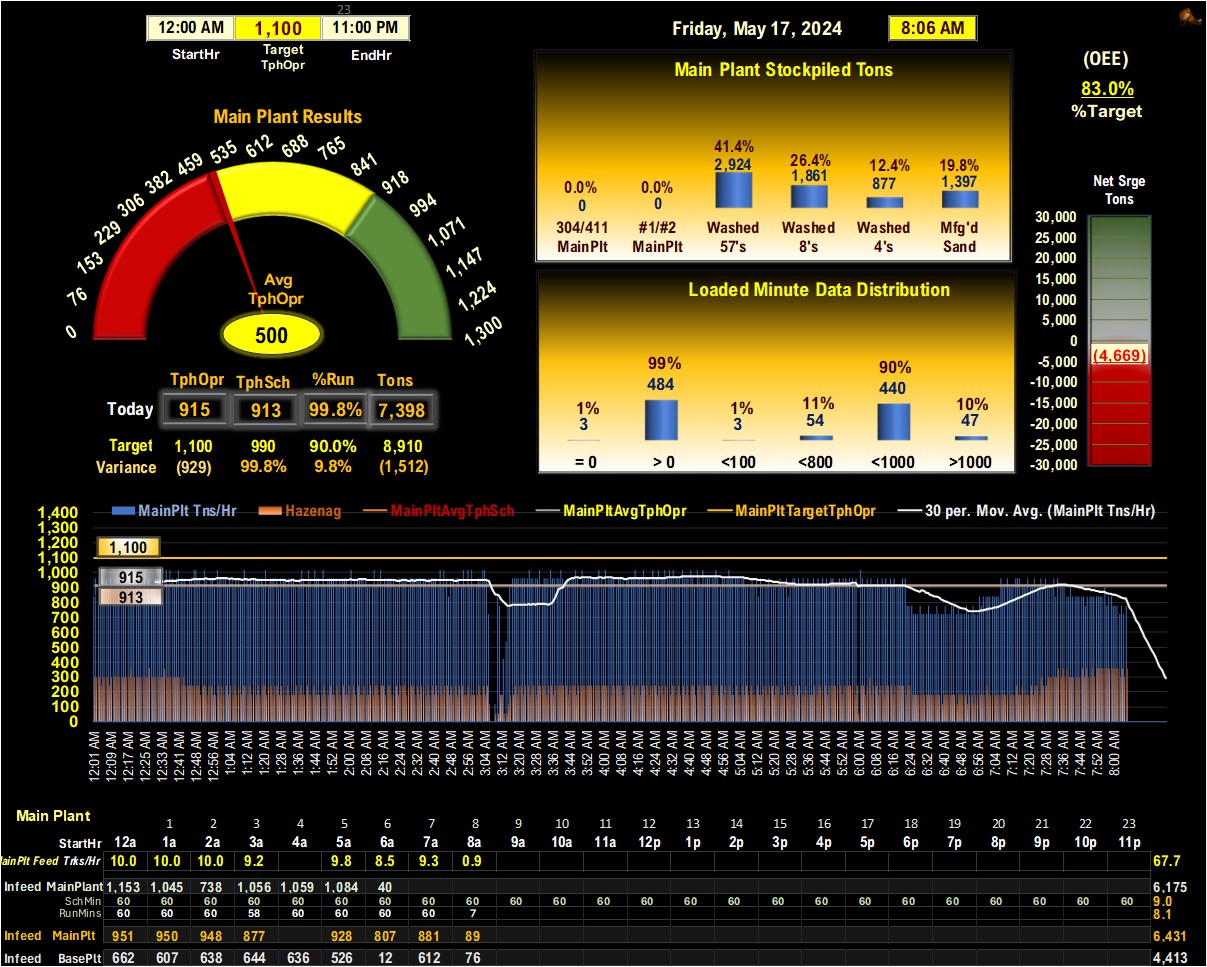 23
12:00 AM 1,100 11:00 PM
StartHr Target TphOpr EndHr
Friday, May 17, 2024 8:06 AM
(OEE)
83.0%
%Target
Main Plant Results
0 76 153 229 306 382 459 535 612 688 765 841 918 994 1,071 1,147 1,224 1,300
Avg
TphOpr
500
TphOpr TphSch %Run Tons
Today 915 913 99.8% 7,398
Target 1,100 990 90.0% 8,910
Variance (929) 99.8% 9.8% (1,512)
Main Plant Stockpiled Tons
0.0% 0.0% 41.4% 26.4% 12.4% 19.8%
0 0 2,924 1,861 877 1,397
304/411 #1/#2 Washed Washed Washed Mfg'd
MainPlt MainPlt 57's 8's 4's Sand
Loaded Minute Data Distribution
1% 99% 1% 11% 90% 10%
3 484 3 54 440 47
= 0 > 0 <100 <800 <1000 >1000
Net Srge
Tons
30,000
25,000
20,000
15,000
10,000
5,000
0
(4,669)
-5,000
-10,000
-15,000
-20,000
-25,000
-30,000
MainPlt Tns/Hr Hazenag MainPltAvgTphSch MainPltAvgTphOpr MainPltTargetTphOpr 30 per. Mov. Avg. (MainPlt Tns/Hr)
1,400
1,300
1,200
1,100
1,000
900
800
700
600
500
400
300
200
100
0
1,100
915
913
12:01 AM 12:09 AM 12:17 AM 12:25 AM 12:33 AM 12:41 AM 12:48 AM 12:56 AM 1:04 AM 1:12 AM 1:20 AM 1:28 AM 1:36 AM 1:44 AM 1:52 AM 2:00 AM 2:08 AM 2:16 AM 2:24 AM 2:32 AM 2:40 AM 2:48 AM 2:56 AM 3:04 AM 3:12 AM 3:20 AM 3:28 AM 3:36 AM 3:44 AM 3:52 AM 4:00 AM 4:08 AM 4:16 AM 4:24 AM 4:32 AM 4:40 AM 4:48 AM 4:56 AM 5:04 AM 5:12 AM 5:20 AM 5:28 AM 5:36 AM 5:44 AM 5:52 AM 6:00 AM 6:08 AM 6:16 AM 6:24 AM 6:32 AM 6:40 AM 6:48 AM 6:56 AM 7:04 AM 7:12 AM 7:20 AM 7:28 AM 7:36 AM 7:44 AM 7:52 AM 8:00 AM
Main Plant
1 2 3 4 5 6 7 8 9 10 11 12 13 14 15 16 17 18 19 20 21 22 23
StartHr 12a 1a 2a 3a 4a 5a 6a 7a 8a 9a 10a 11a 12p 1p 2p 3p 4p 5p 6p 7p 8p 9p 10p 11p
ainPlt Feed Trks/Hr 10.0 10.0 10.0 9.2 9.8 8.5 9.3 0.9 67.7
Infeed MainPlant 1,153 1,045 738 1,056 1,059 1,084 40 6,175
SchMin 60 60 60 60 60 60 60 60 60 60 60 60 60 60 60 60 60 60 60 60 60 60 60 60 9.0
RunMins 60 60 60 58 60 60 60 60 7 8.1
Infeed MainPlt 951 950 948 877 928 807 881 89 6,431
Infeed BasePlt 662 607 638 644 636 526 12 612 76 4,413